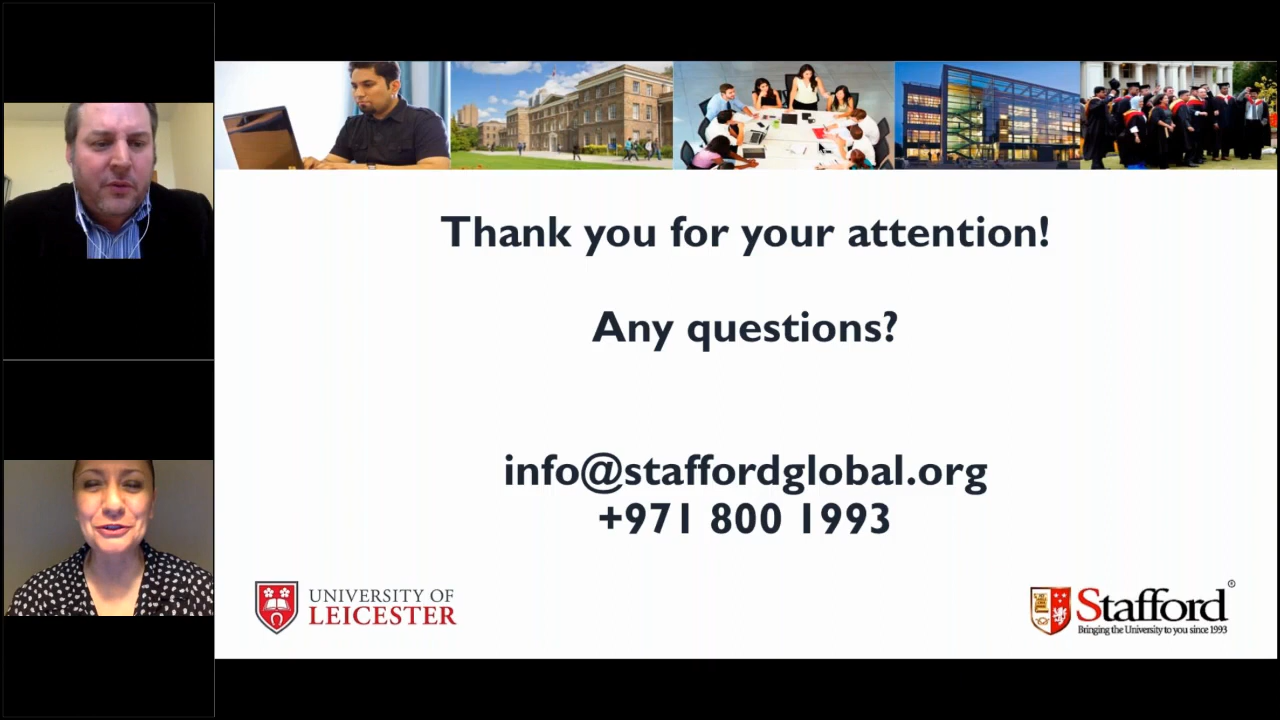 Thank you for your attention!
Any questions?
info@staffordglobal.org
+971 800 1993
UNIVERSITY OF
LEICESTER
Stafford®
Bringing the University to you since 1993